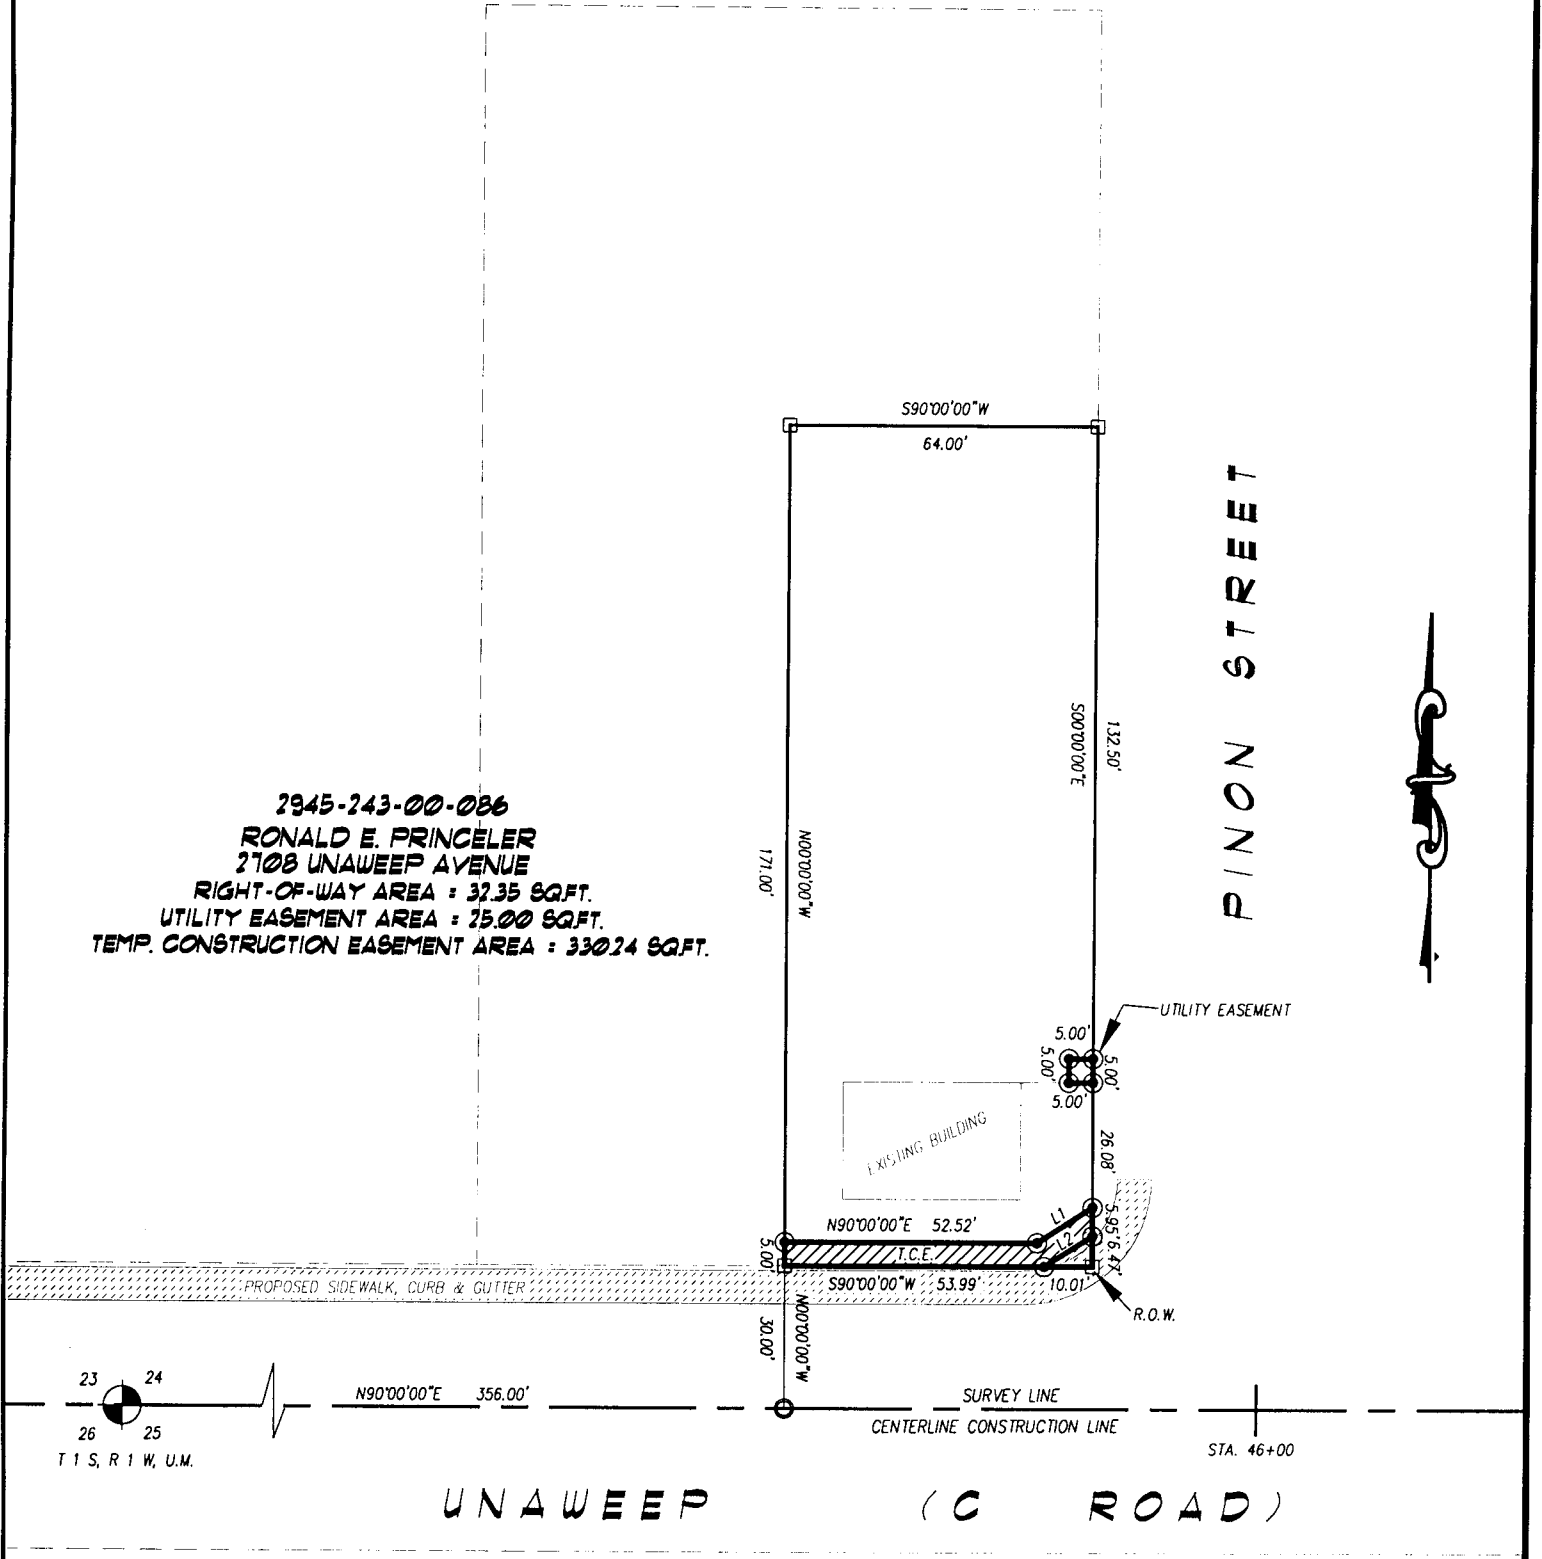 S90°00'00"W
64.00'
PINON STREET
132.50'
S00°00'00"E
N00°00'00"W
171.00'
2945-243-00-086
RONALD E. PRINCELER
2708 UNAWEEP AVENUE
RIGHT-OF-WAY AREA = 32.35 SQ.FT.
UTILITY EASEMENT AREA = 25.00 SQ.FT.
TEMP. CONSTRUCTION EASEMENT AREA = 330.24 SQ.FT.
UTILITY EASEMENT
5.00'
5.00'
5.00'
5.00'
26.08'
EXISTING BUILDING
N90°00'00"E 52.52'
L1
L2
5.95'
6.47'
5.00'
T.C.E.
PROPOSED SIDEWALK, CURB & GUTTER
S90°00'00"W 53.99'
10.01'
R.O.W.
N00°00'00"W
30.00'
23 24
26 25
T 1 S, R 1 W, U.M.
N90°00'00"E 356.00'
SURVEY LINE
CENTERLINE CONSTRUCTION LINE
STA. 46+00
UNAWEEP (C ROAD)